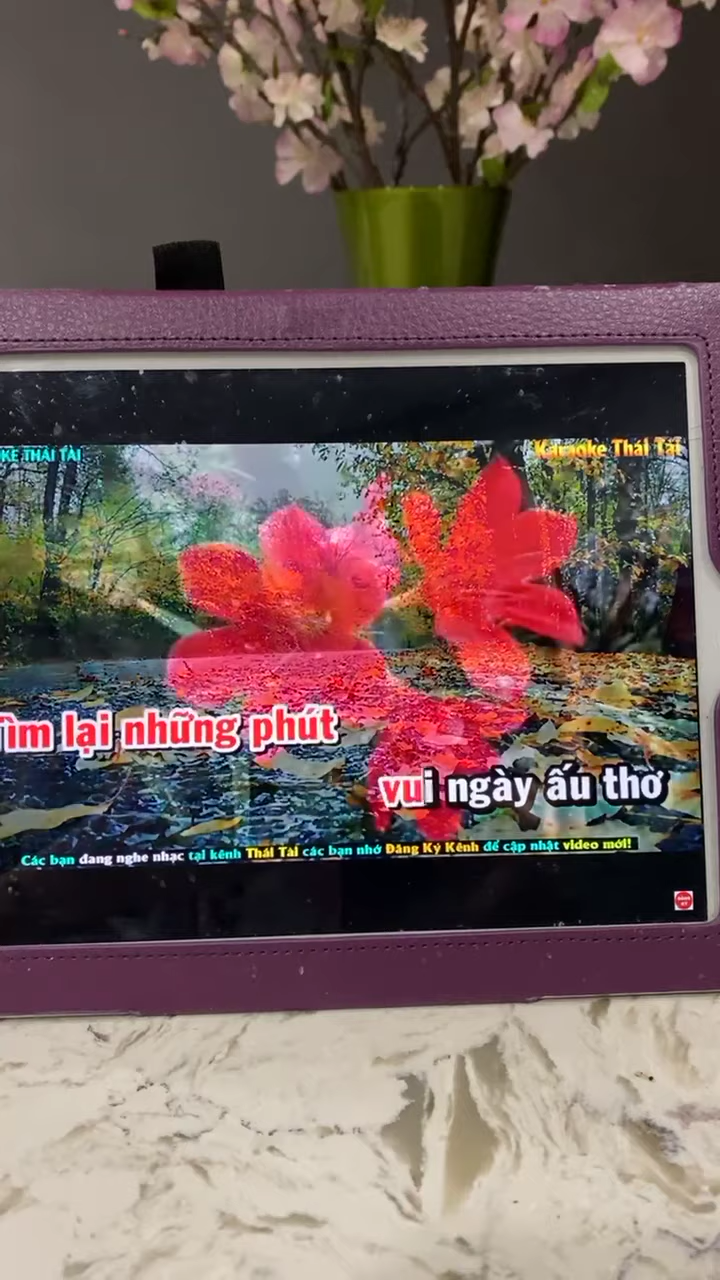 KE THÁI TÀI
Karaoke Thái Tài
Tìm lại những phút
vui ngày ấu thơ
Các bạn đang nghe nhạc tại kênh Thái Tài các bạn nhớ Đăng Ký Kênh để cập nhật video mới!